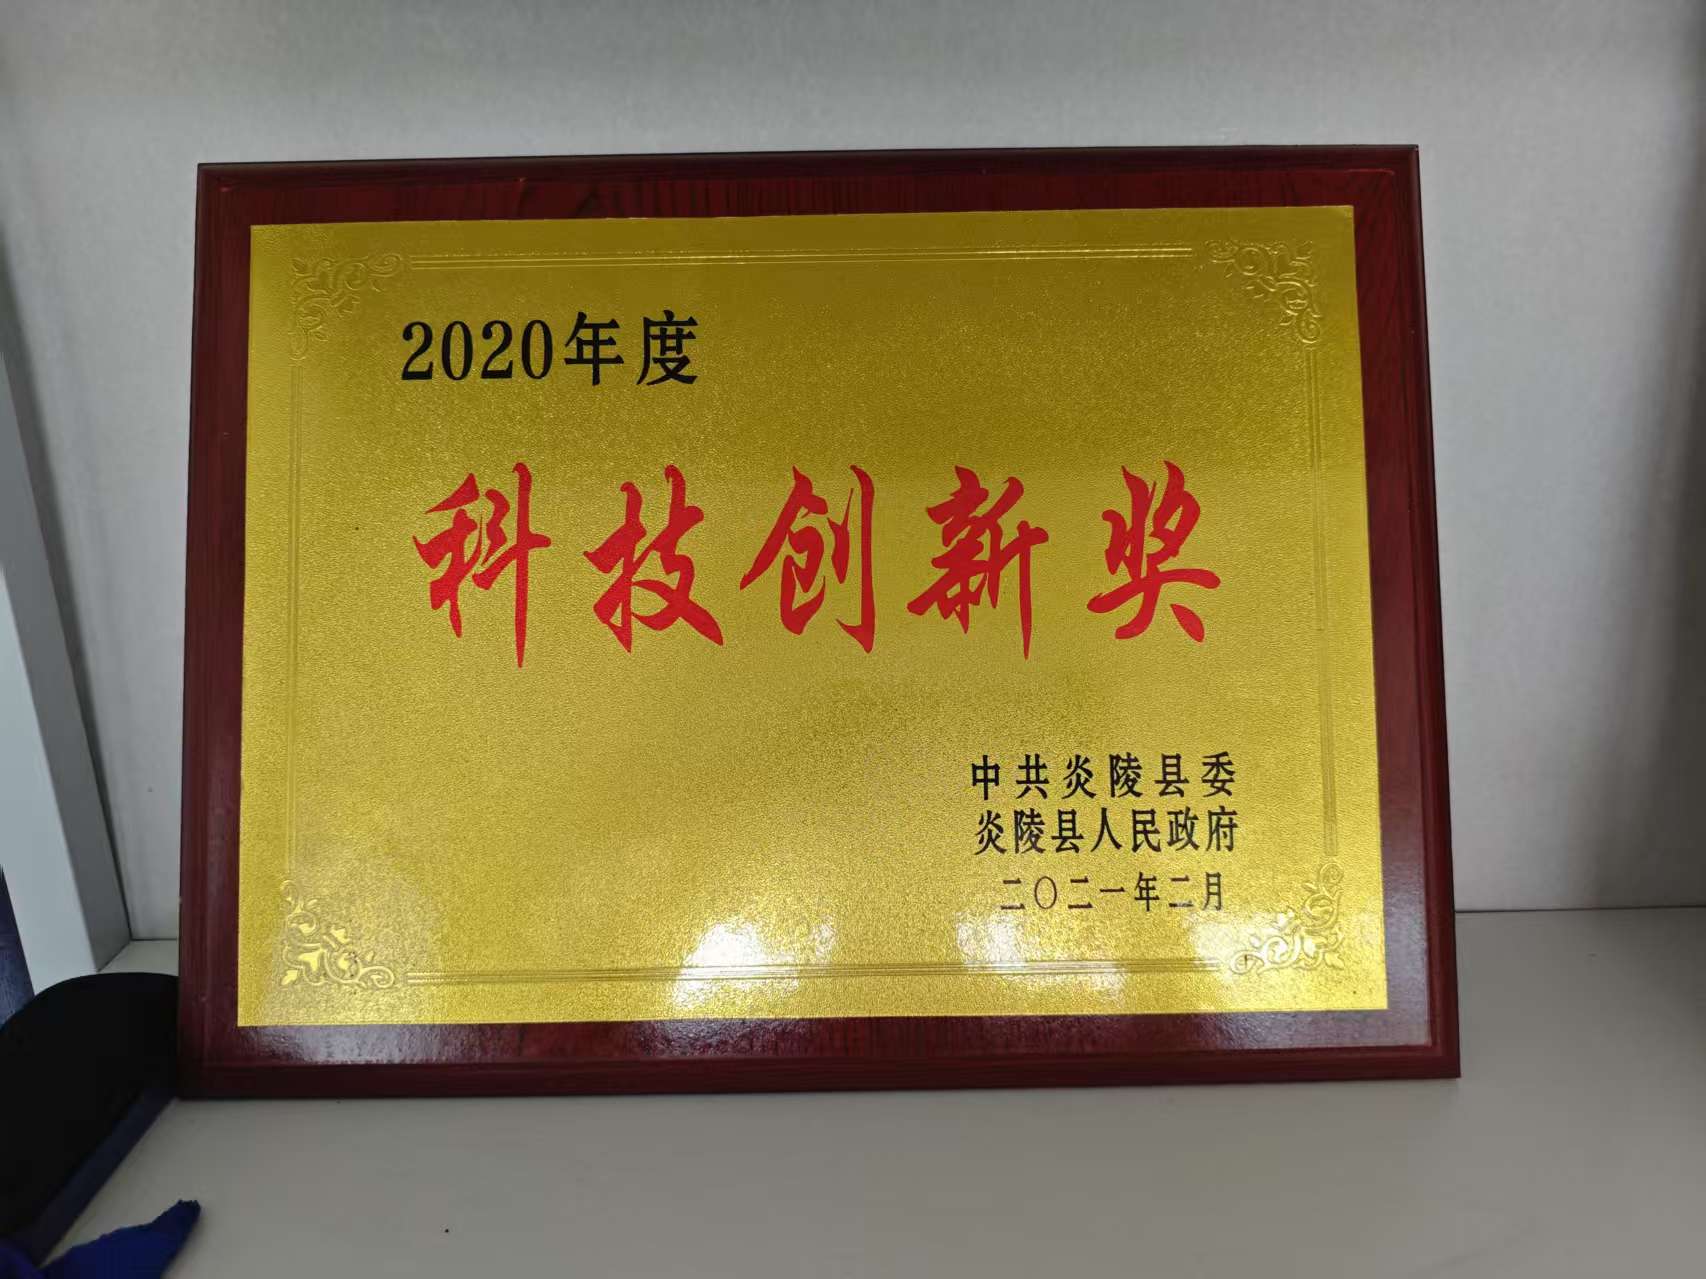 2020年度
科技创新奖
中共炎陵县委
炎陵县人民政府
二〇二一年二月